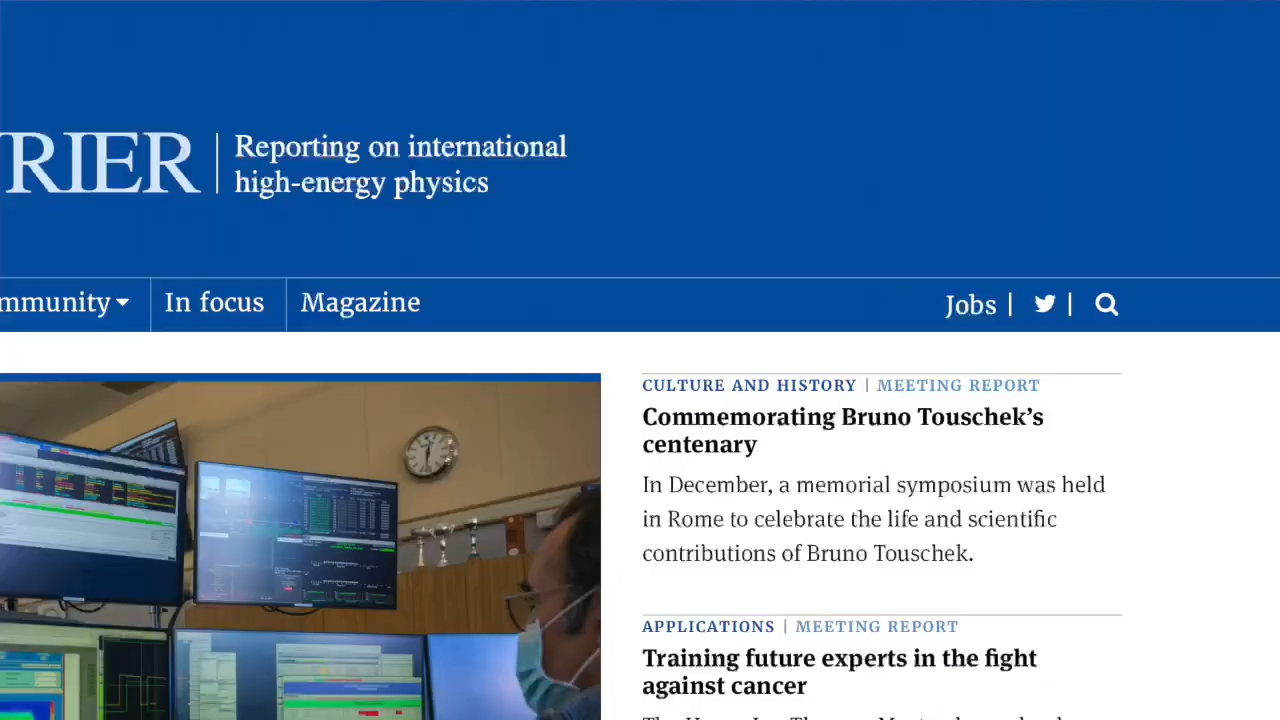 RIER
Reporting on international
high-energy physics
mmunity
In focus
Magazine
Jobs |
|
CULTURE AND HISTORY | MEETING REPORT
Commemorating Bruno Touschek’s
centenary
In December, a memorial symposium was held
in Rome to celebrate the life and scientific
contributions of Bruno Touschek.
APPLICATIONS | MEETING REPORT
Training future experts in the fight
against cancer